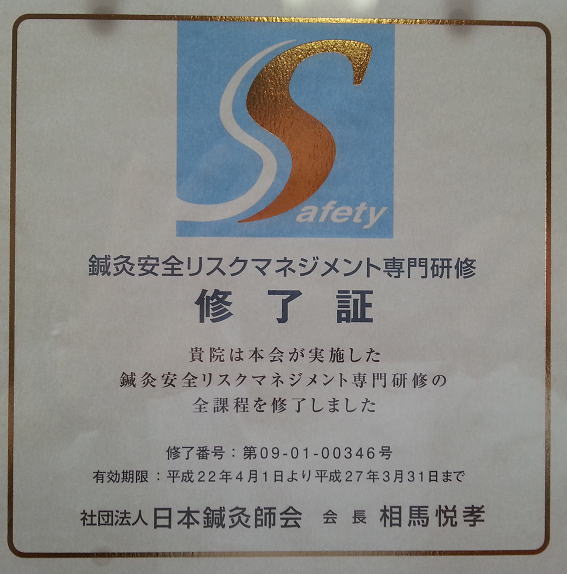 Safety
鍼灸安全リスクマネジメント専門研修
修了証
貴院は本会が実施した
鍼灸安全リスクマネジメント専門研修の
全課程を修了しました
修了番号：第09-01-00346号
有効期限：平成22年4月1日より平成27年3月31日まで
社団法人 日本鍼灸師会 会長 相馬悦孝